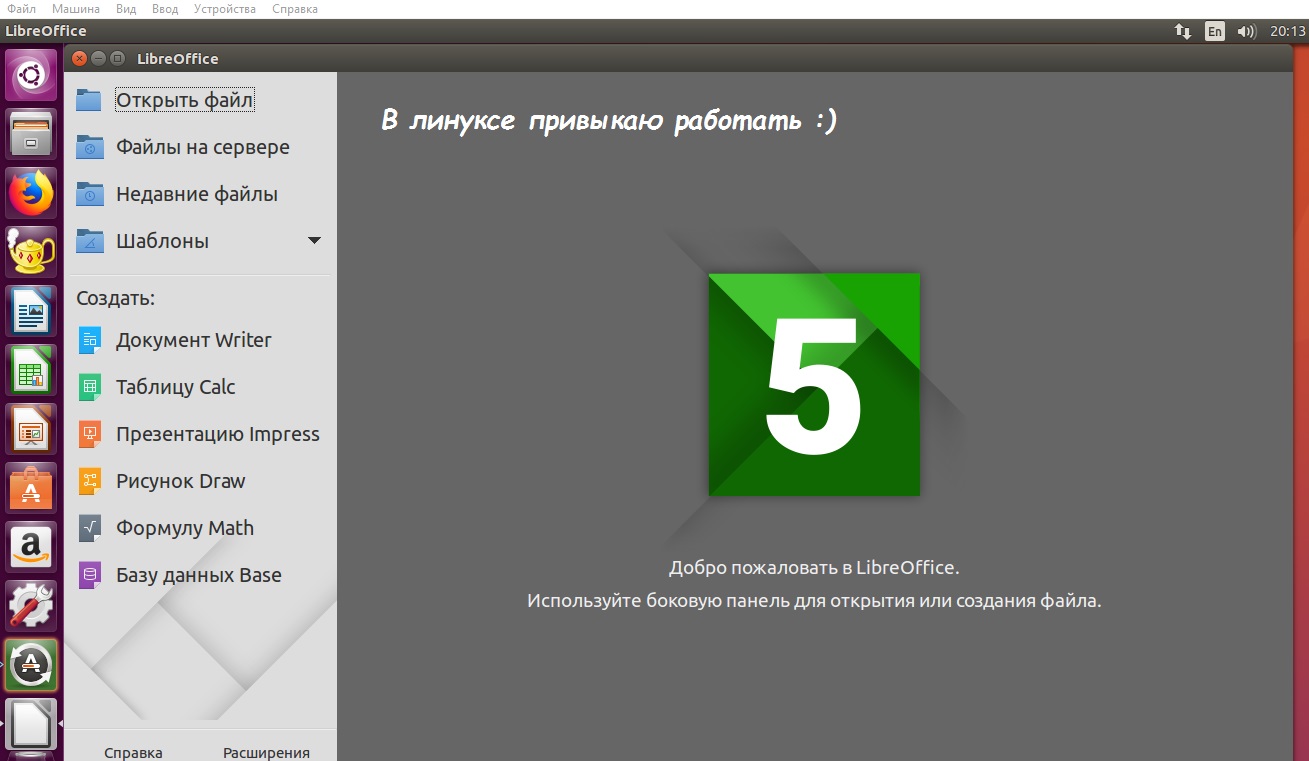 Файл Машина Вид Ввод Устройства Справка
LibreOffice En 20:13
LibreOffice
Открыть файл
В линуксе привыкаю работать :)
Файлы на сервере
Недавние файлы
Шаблоны
Создать:
Документ Writer
Таблицу Calc
Презентацию Impress
Рисунок Draw
Формулу Math
Базу данных Base
5
Добро пожаловать в LibreOffice.
Используйте боковую панель для открытия или создания файла.
Справка Расширения